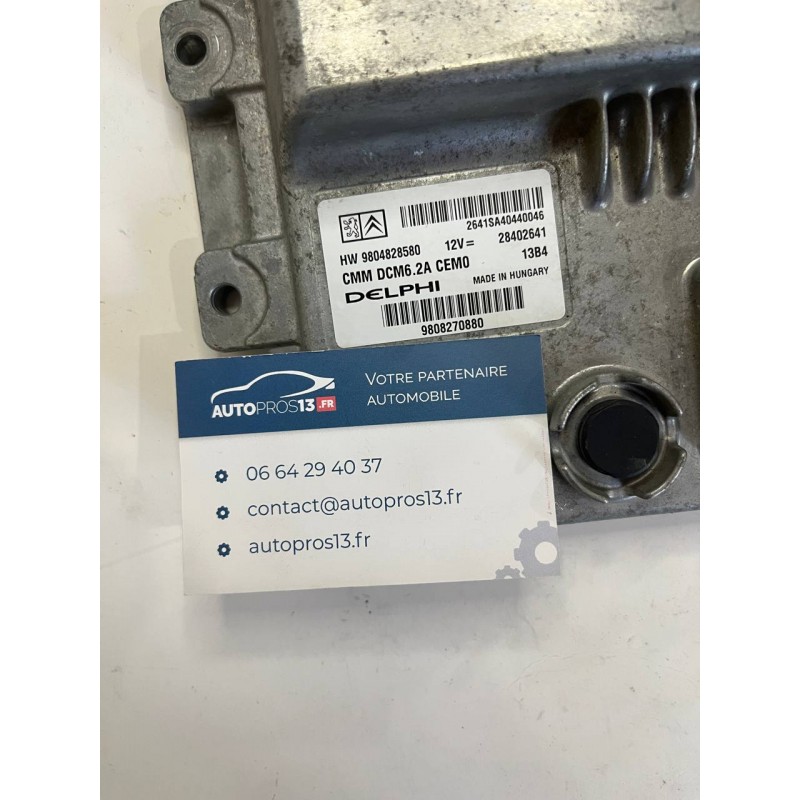 2641SA40440046
HW 9804828580 12V= 28402641
CMM DCM6.2A CEM0 13B4
DELPHI MADE IN HUNGARY
9808270880
AUTOPROS13.FR
VOTRE PARTENAIRE
AUTOMOBILE
06 64 29 40 37
contact@autopros13.fr
autopros13.fr